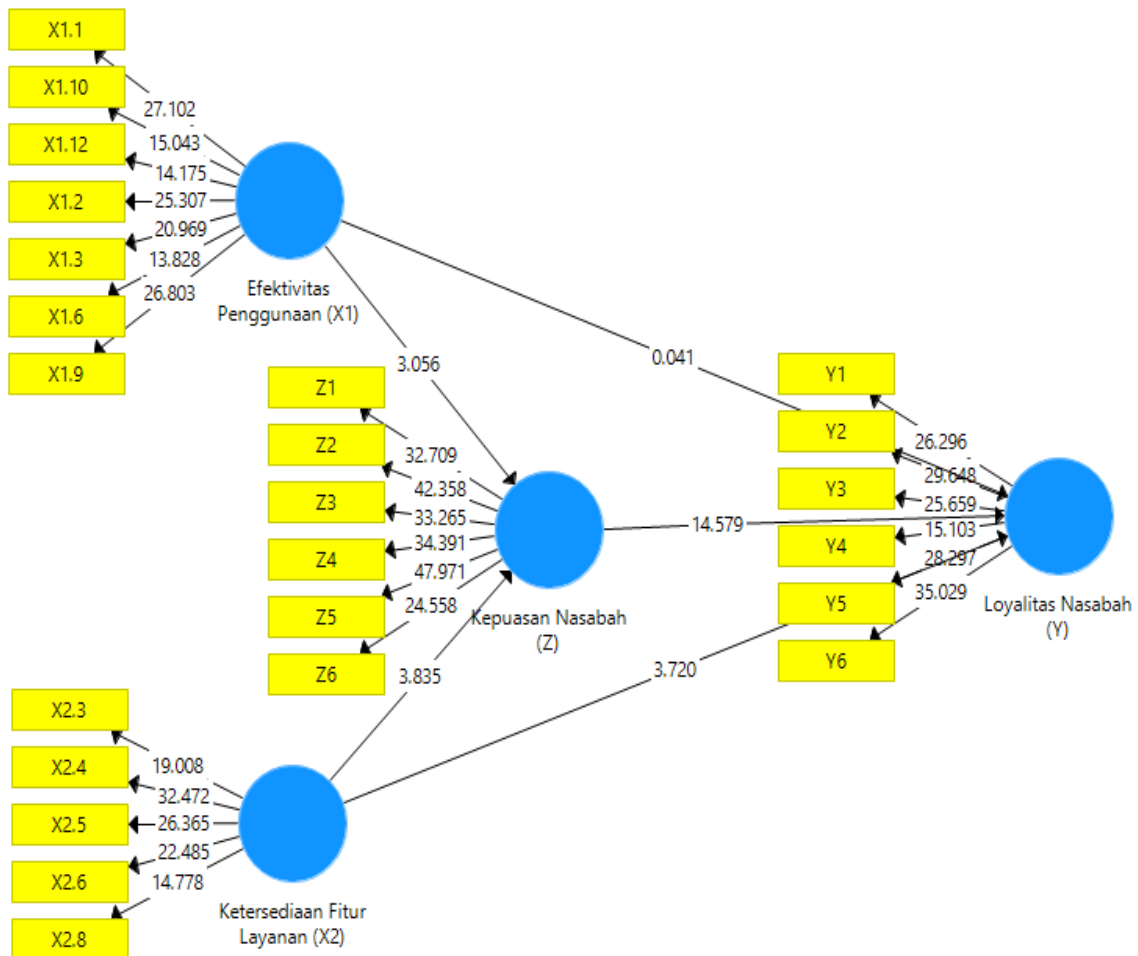 X1.1
X1.10
X1.12
X1.2
X1.3
X1.6
X1.9
27.102
15.043
14.175
25.307
20.969
13.828
26.803
Efektivitas
Penggunaan (X1)
3.056
0.041
Z1
Z2
Z3
Z4
Z5
Z6
32.709
42.358
33.265
34.391
47.971
24.558
Kepuasan Nasabah
(Z)
14.579
Y1
Y2
Y3
Y4
Y5
Y6
26.296
29.648
25.659
15.103
28.297
35.029
Loyalitas Nasabah
(Y)
3.835
3.720
X2.3
X2.4
X2.5
X2.6
X2.8
19.008
32.472
26.365
22.485
14.778
Ketersediaan Fitur
Layanan (X2)